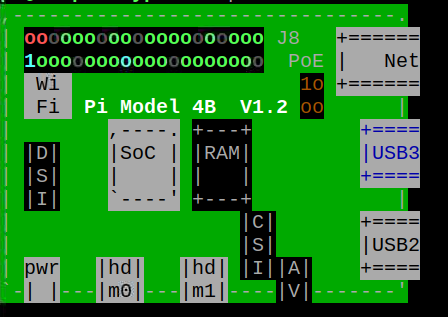 ,--------------------------------.
| oooooooooooooooooooo J8 +======
| 1ooooooooooooooooooo PoE | Net
| Wi 1o +======
| Fi Pi Model 4B V1.2 oo |
| ,----. +---+ +====
| |D| |SoC | |RAM| |USB3
| |S| | | | | +====
| |I| `----' +---+ |
| |C| +====
| |S| |USB2
| pwr |hd| |hd| |I||A| +====
`-| |---|m0|---|m1|----|V|-------'